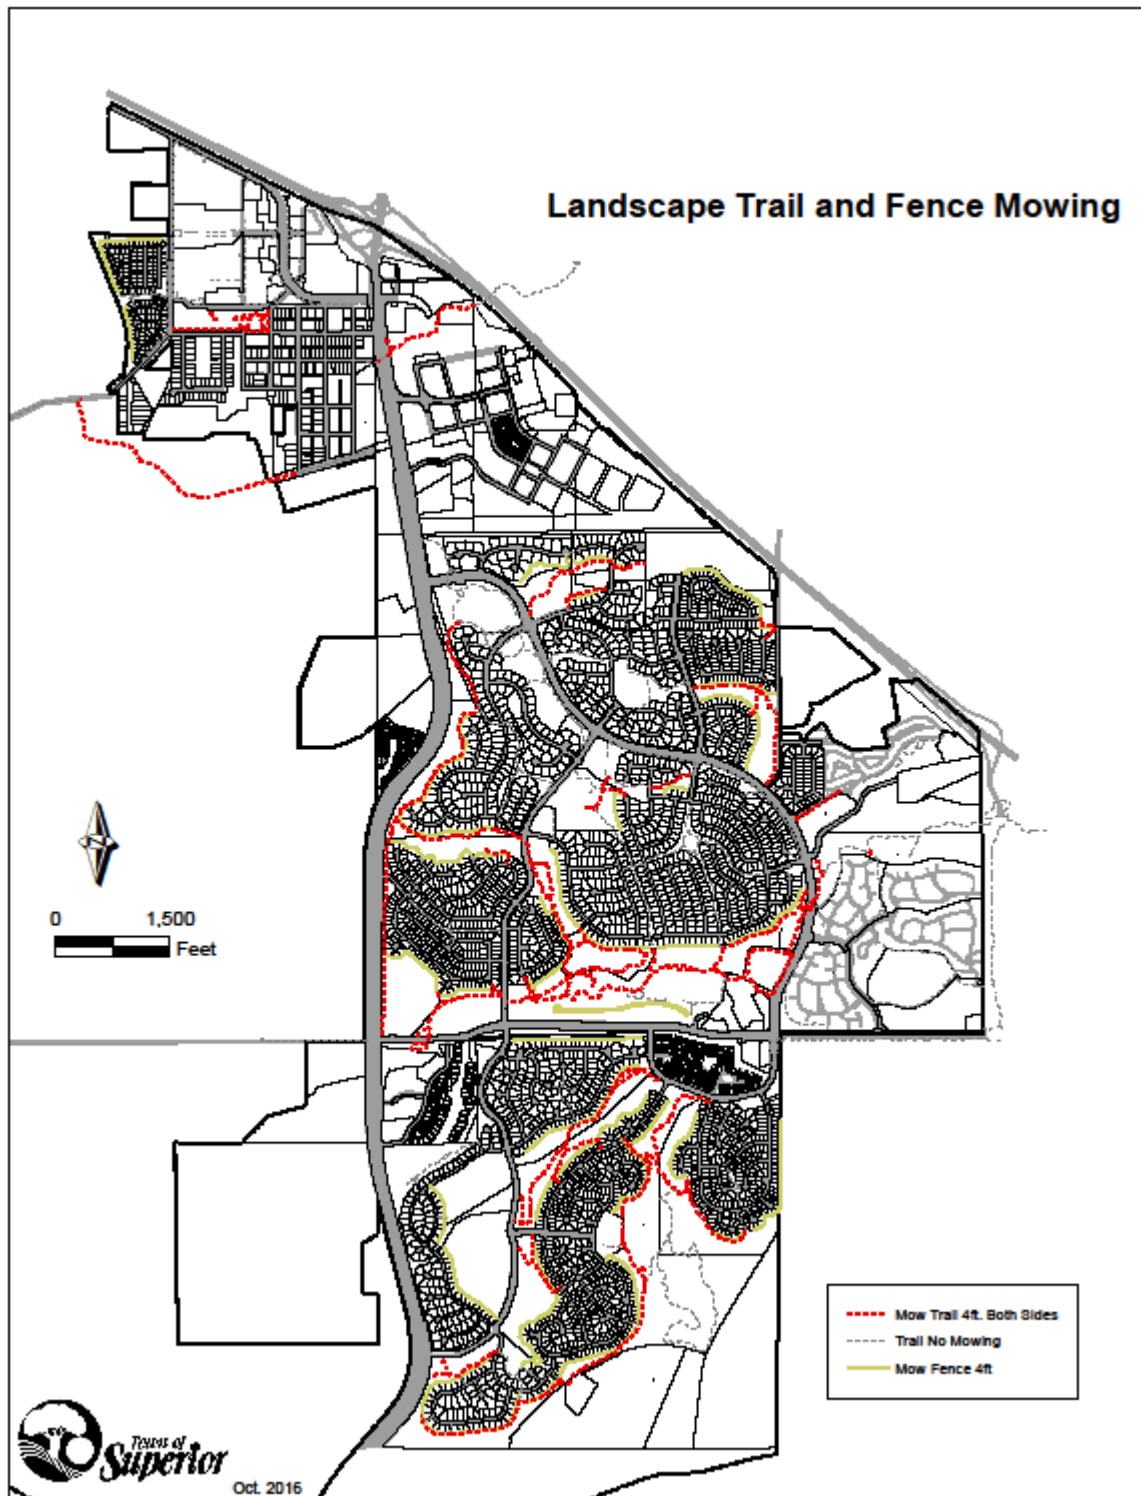 Landscape Trail and Fence Mowing
N
0 1,500
Feet
Mow Trail 4ft. Both Sides
Trail No Mowing
Mow Fence 4ft
Town of
Superior
Oct. 2016